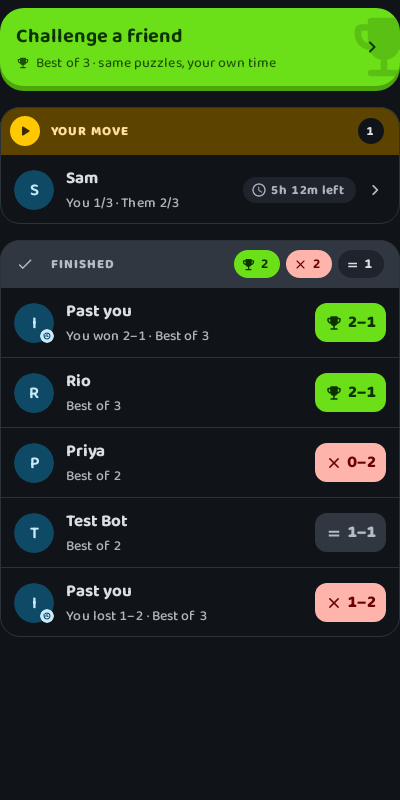 Challenge a friend
Best of 3 · same puzzles, your own time
YOUR MOVE
1
S
Sam
You 1/3 · Them 2/3
5h 12m left
FINISHED
2
2
1
I
Past you
You won 2–1 · Best of 3
2–1
R
Rio
Best of 3
2–1
P
Priya
Best of 2
0–2
T
Test Bot
Best of 2
1–1
I
Past you
You lost 1–2 · Best of 3
1–2